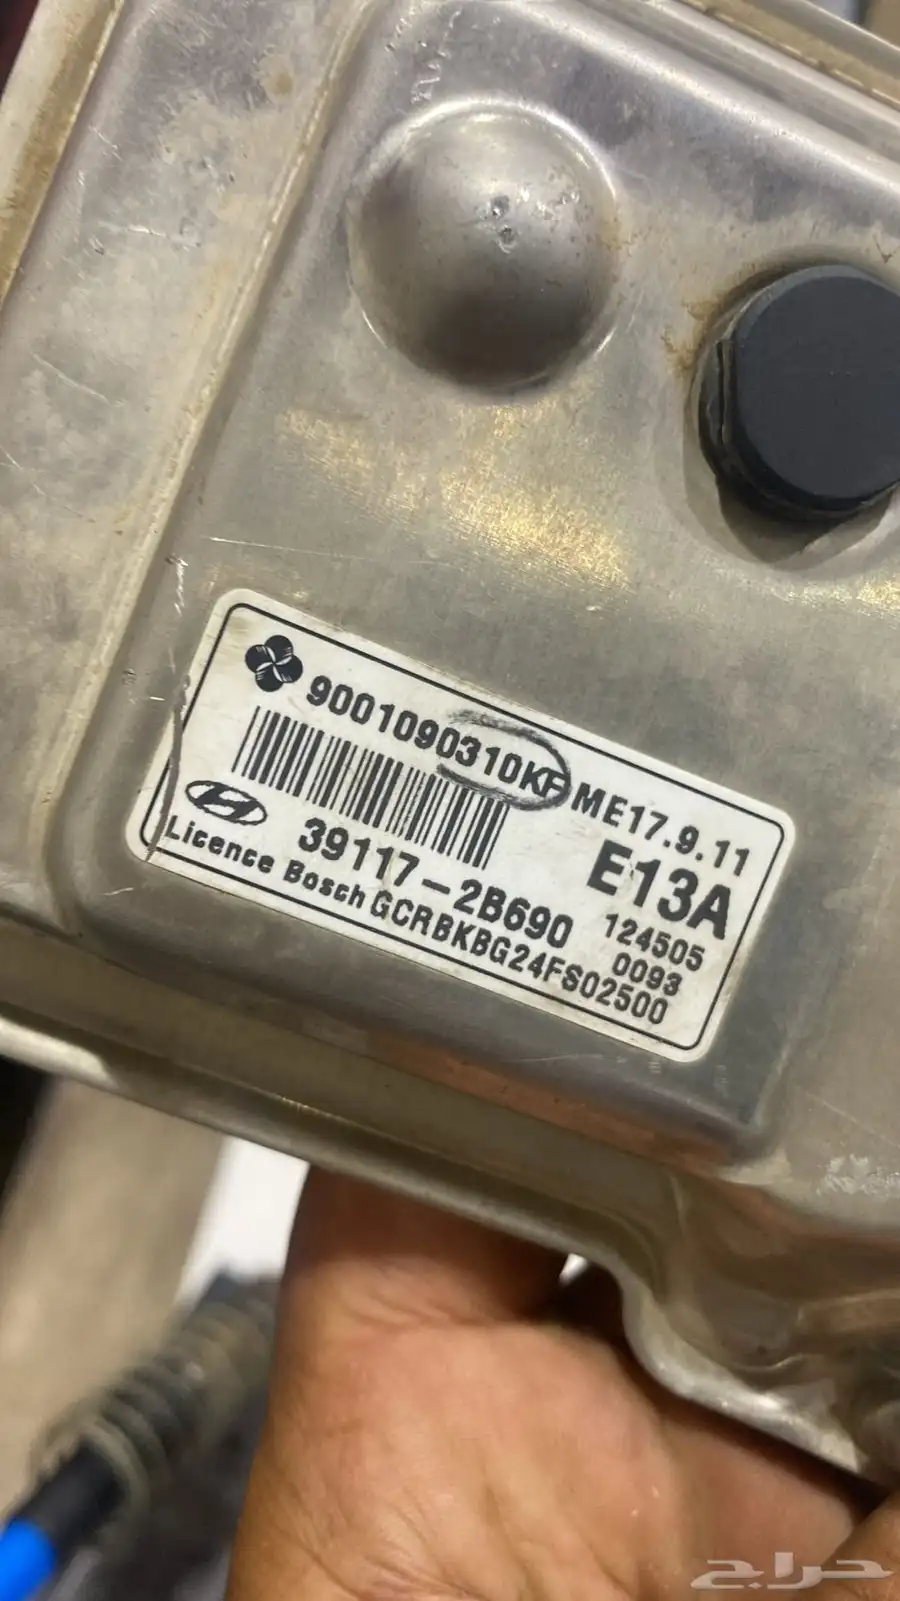 9001090310KF ME17.9.11
39117-2B690 E13A
124505
0093
Licence Bosch GCRBKBG24FS02500
حراج